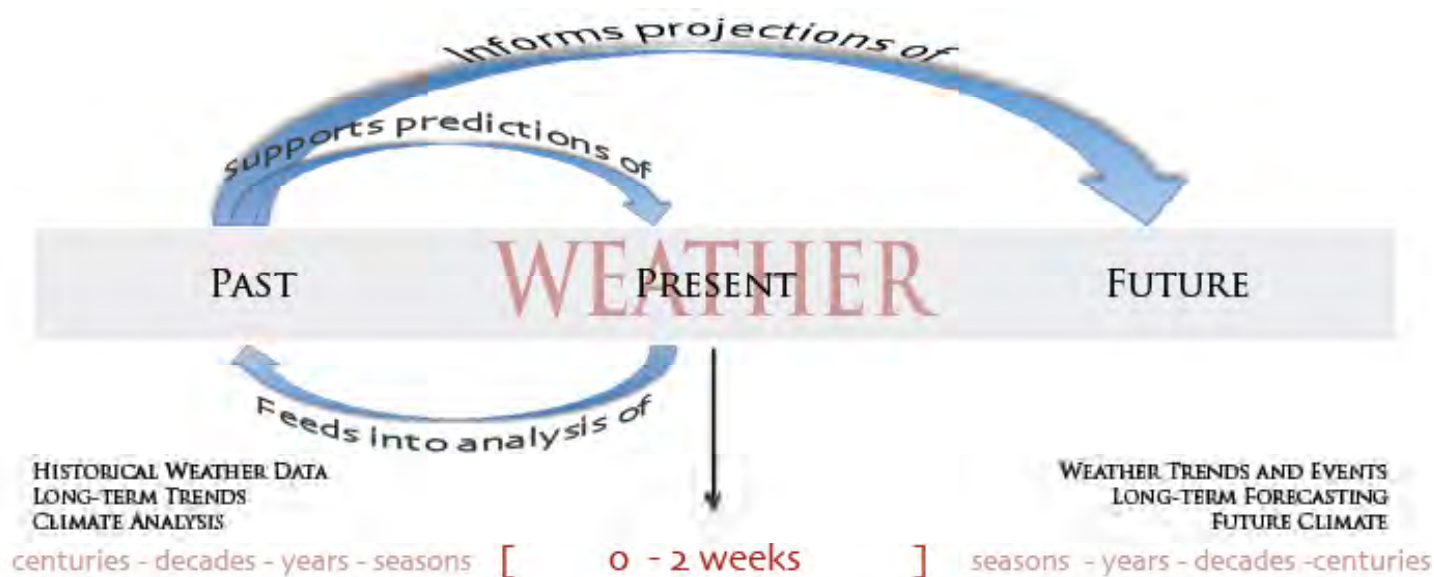 Informs projections of
supports predictions of
WEATHER
PAST
PRESENT
FUTURE
Feeds into analysis of
HISTORICAL WEATHER DATA
LONG-TERM TRENDS
CLIMATE ANALYSIS
WEATHER TRENDS AND EVENTS
LONG-TERM FORECASTING
FUTURE CLIMATE
centuries - decades - years - seasons [ 0 - 2 weeks ] seasons - years - decades -centuries